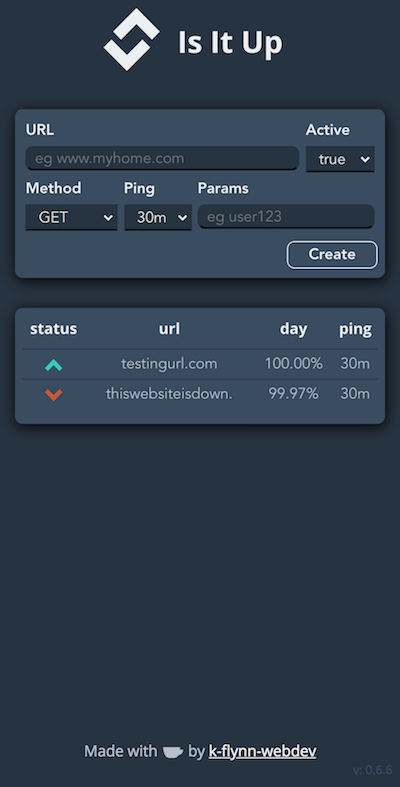 Is It Up
URL Active
eg www.myhome.com true
Method Ping Params
GET 30m eg user123
Create
status url day ping
testingurl.com 100.00% 30m
thiswebsiteisdown. 99.97% 30m
Made with by k-flynn-webdev
v: 0.6.6